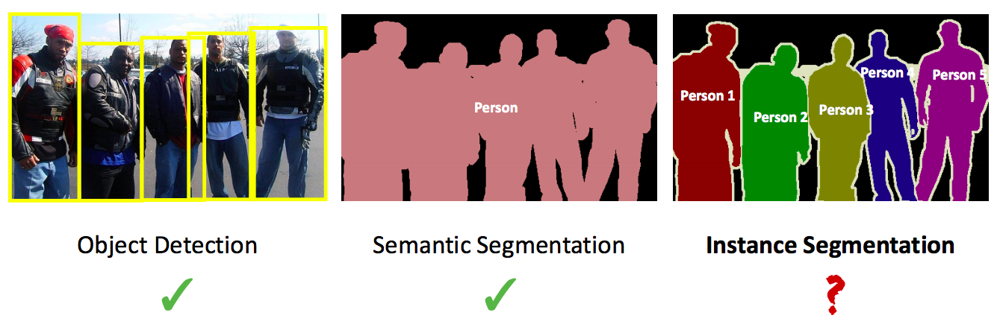 Person
Person 1
Person 2
Person 3
Person 4
Person 5
Object Detection
Semantic Segmentation
Instance Segmentation
✓
✓
?